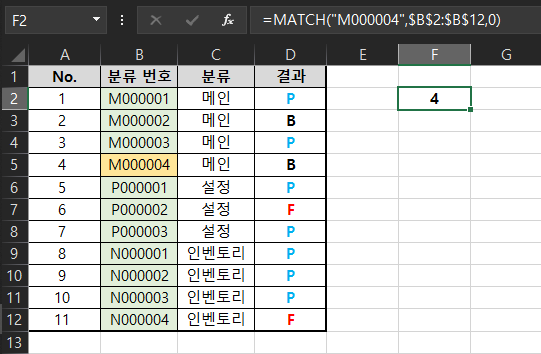 F2 fx =MATCH("M000004",$B$2:$B$12,0)
A B C D E F G
1 No. 분류 번호 분류 결과
2 1 M000001 메인 P 4
3 2 M000002 메인 B
4 3 M000003 메인 P
5 4 M000004 메인 B
6 5 P000001 설정 P
7 6 P000002 설정 F
8 7 P000003 설정 P
9 8 N000001 인벤토리 P
10 9 N000002 인벤토리 P
11 10 N000003 인벤토리 P
12 11 N000004 인벤토리 F
13